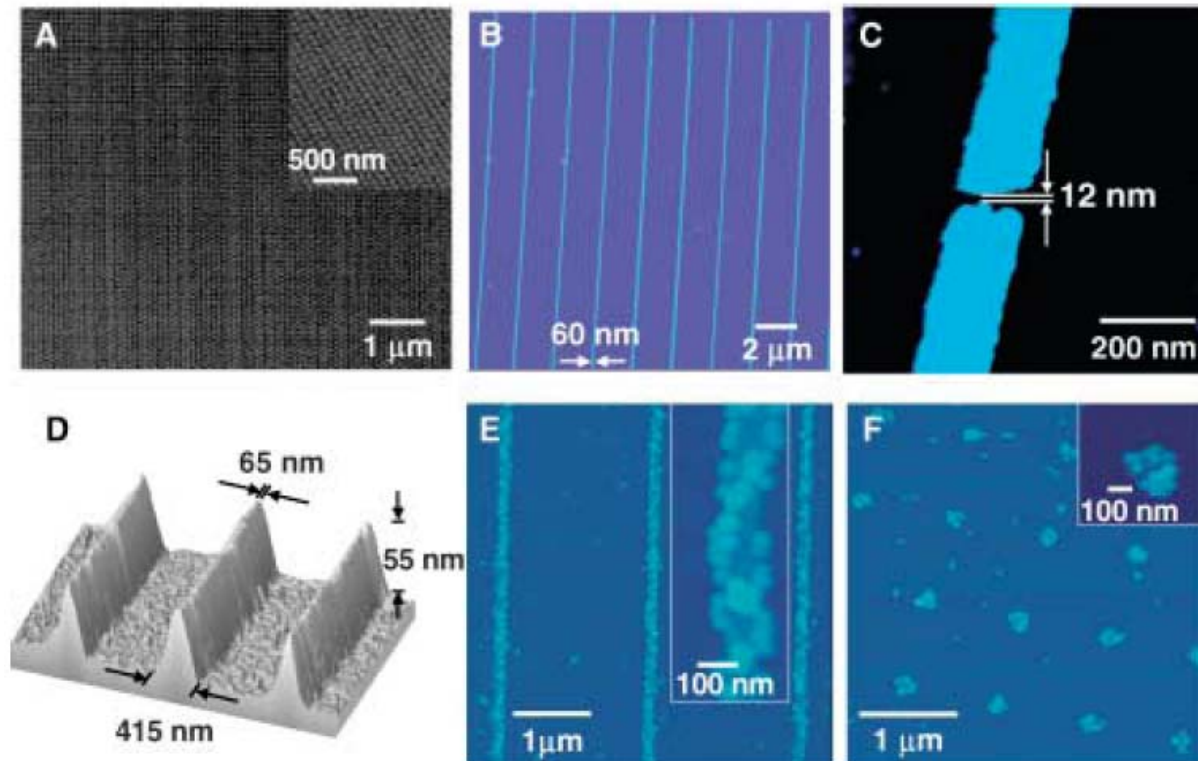 A
500 nm
1 μm
B
60 nm
2 μm
C
12 nm
200 nm
D
65 nm
55 nm
415 nm
E
100 nm
1μm
F
100 nm
1 μm